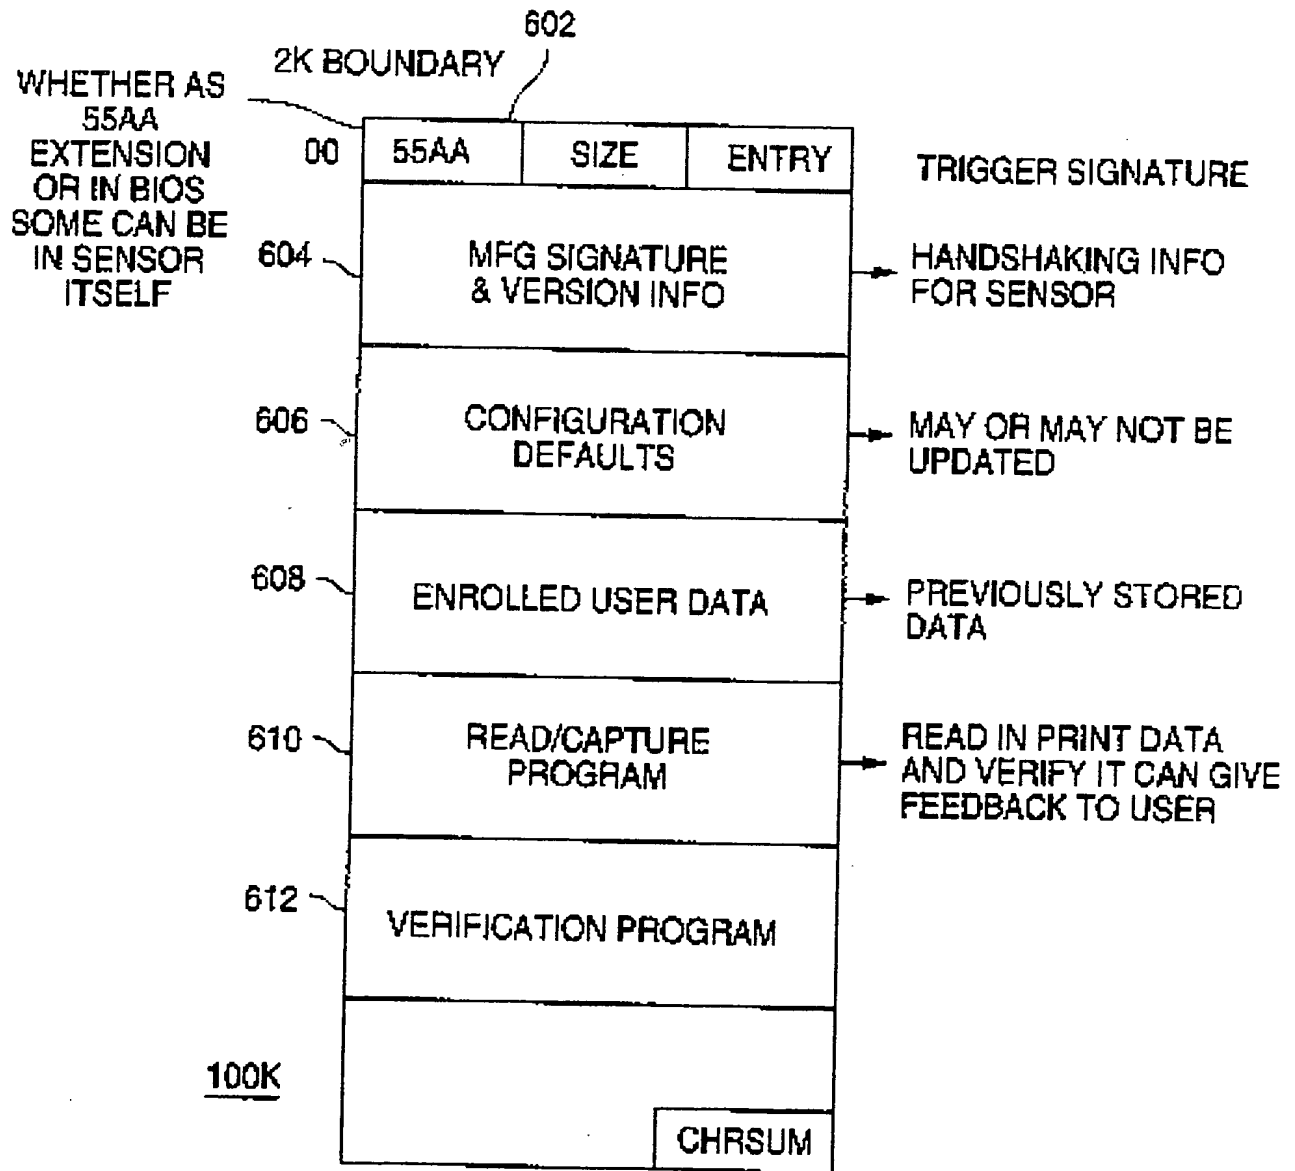 602
2K BOUNDARY
WHETHER AS
55AA
EXTENSION
OR IN BIOS
SOME CAN BE
IN SENSOR
ITSELF
00
55AA
SIZE
ENTRY
TRIGGER SIGNATURE
604
MFG SIGNATURE
& VERSION INFO
HANDSHAKING INFO
FOR SENSOR
606
CONFIGURATION
DEFAULTS
MAY OR MAY NOT BE
UPDATED
608
ENROLLED USER DATA
PREVIOUSLY STORED
DATA
610
READ/CAPTURE
PROGRAM
READ IN PRINT DATA
AND VERIFY IT CAN GIVE
FEEDBACK TO USER
612
VERIFICATION PROGRAM
100K
CHRSUM